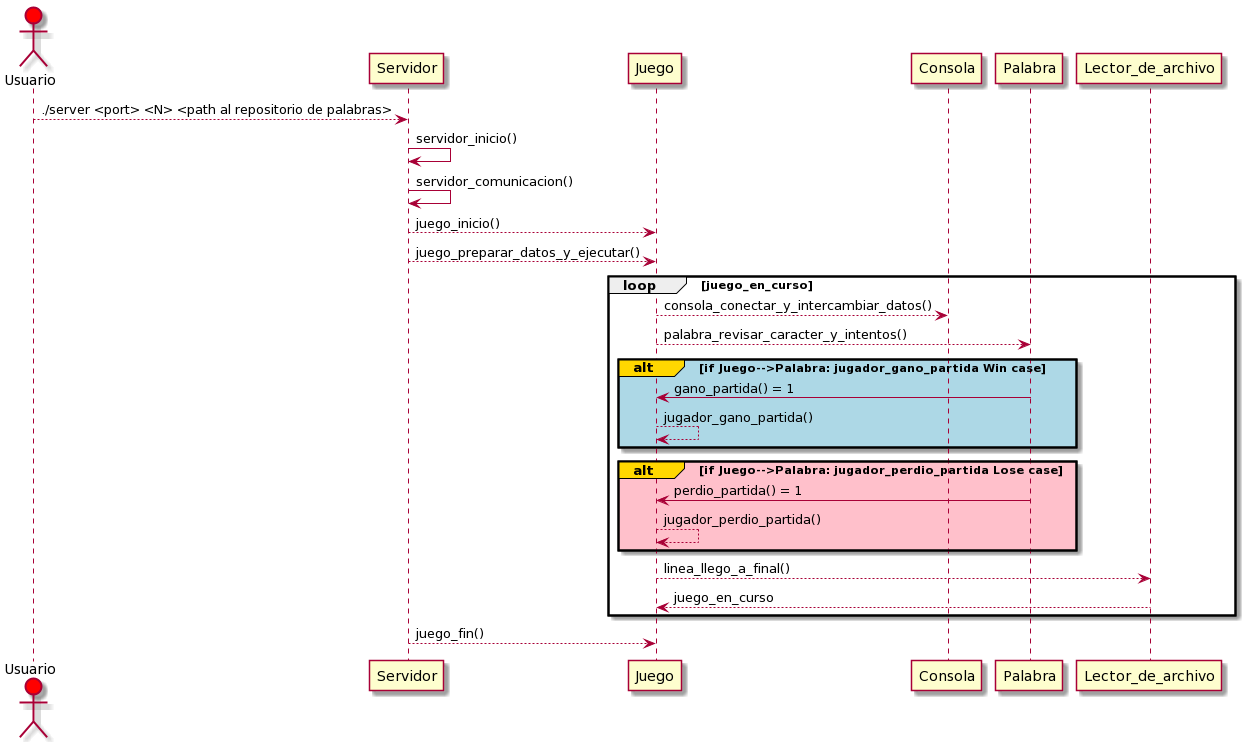 Usuario
Servidor
Juego
Consola
Palabra
Lector_de_archivo
./server <port> <N> <path al repositorio de palabras>
servidor_inicio()
servidor_comunicacion()
juego_inicio()
juego_preparar_datos_y_ejecutar()
loop [juego_en_curso]
consola_conectar_y_intercambiar_datos()
palabra_revisar_caracter_y_intentos()
alt [if Juego-->Palabra: jugador_gano_partida Win case]
gano_partida() = 1
jugador_gano_partida()
alt [if Juego-->Palabra: jugador_perdio_partida Lose case]
perdio_partida() = 1
jugador_perdio_partida()
linea_llego_a_final()
juego_en_curso
juego_fin()
Usuario
Servidor
Juego
Consola
Palabra
Lector_de_archivo